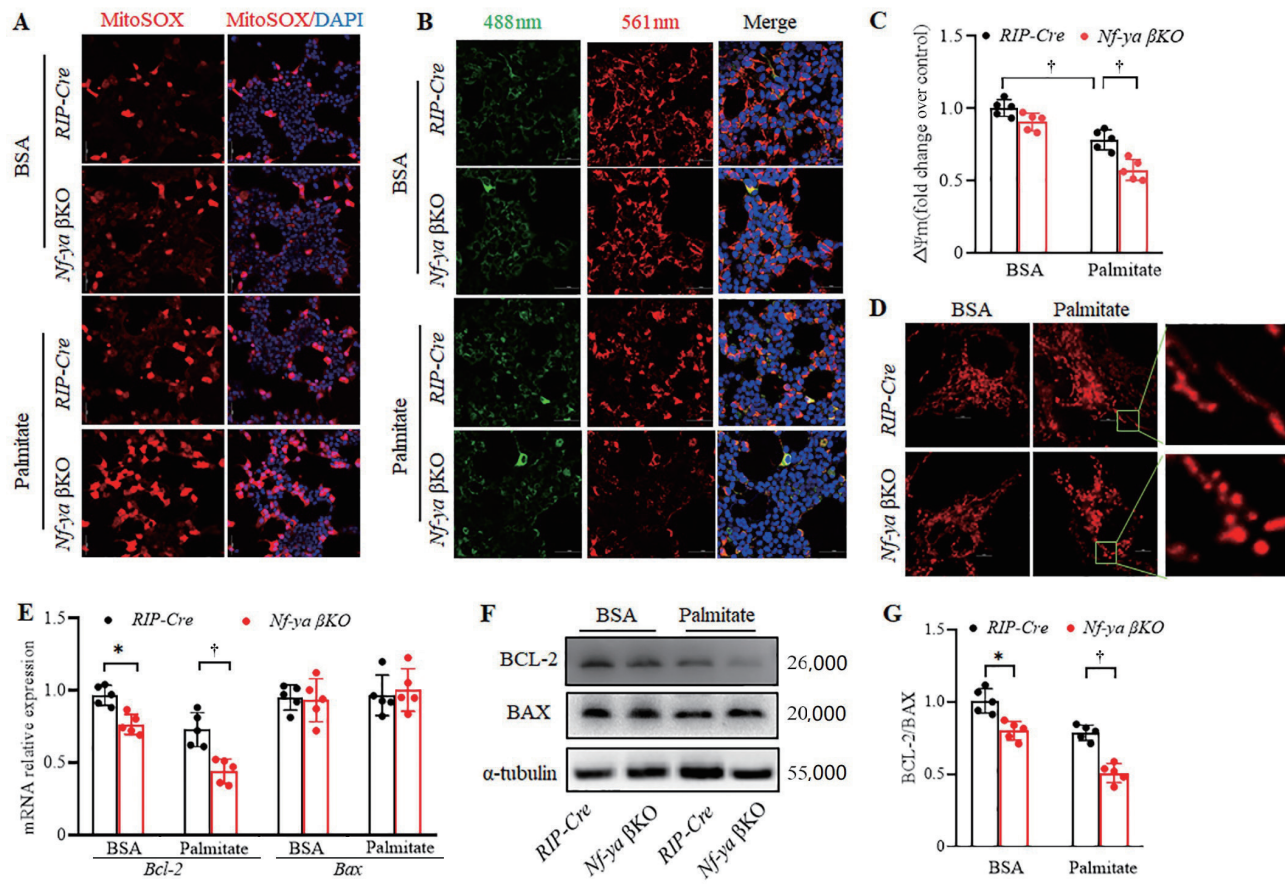 A
MitoSOX
MitoSOX/DAPI
BSA
RIP-Cre
Nf-ya βKO
Palmitate
RIP-Cre
Nf-ya βKO
B
488nm
561nm
Merge
BSA
RIP-Cre
Nf-ya βKO
Palmitate
RIP-Cre
Nf-ya βKO
C
RIP-Cre
Nf-ya βKO
ΔΨm(fold change over control)
1.5
1.0
0.5
0
†
†
BSA
Palmitate
D
BSA
Palmitate
RIP-Cre
Nf-ya βKO
E
RIP-Cre
Nf-ya βKO
mRNA relative expression
1.5
1.0
0.5
0
*
†
BSA
Palmitate
BSA
Palmitate
Bcl-2
Bax
F
BSA
Palmitate
BCL-2
26,000
BAX
20,000
α-tubulin
55,000
RIP-Cre
Nf-ya βKO
RIP-Cre
Nf-ya βKO
G
RIP-Cre
Nf-ya βKO
BCL-2/BAX
1.5
1.0
0.5
0
*
†
BSA
Palmitate